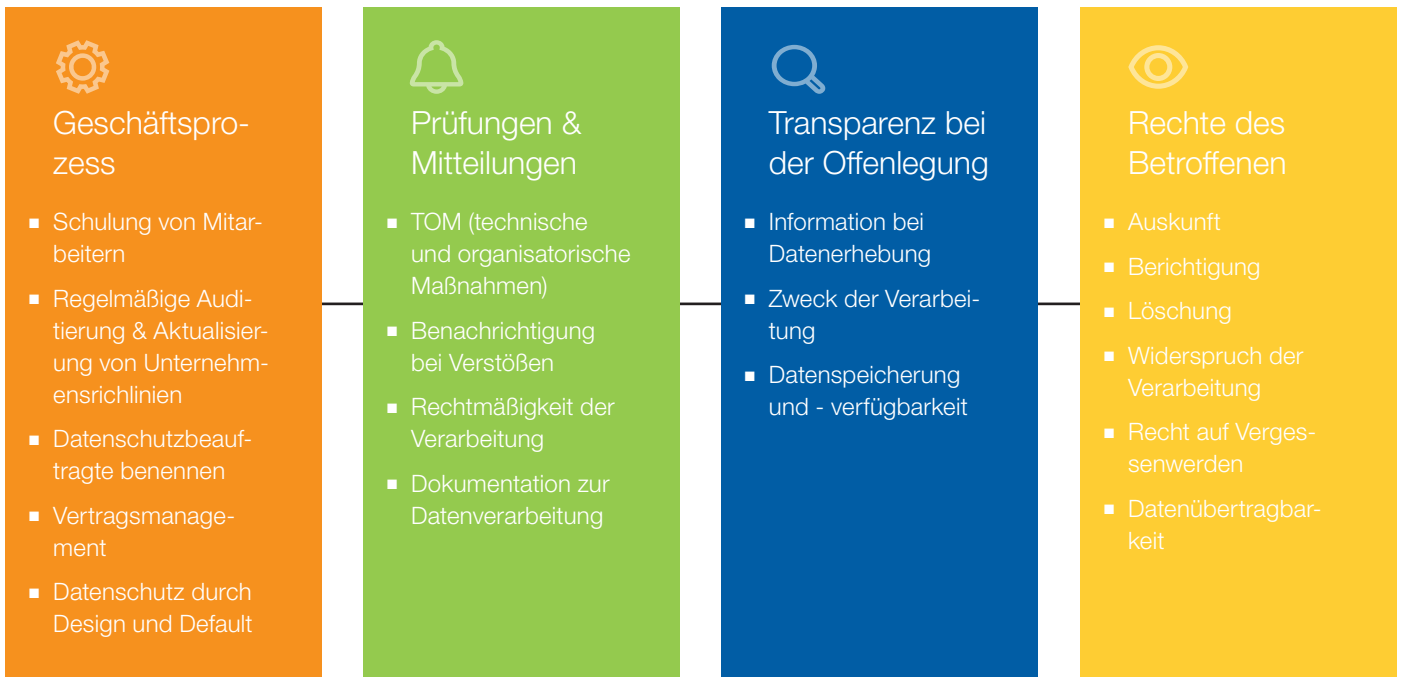 Geschäftspro-
zess
Schulung von Mitar-
beitern
Regelmäßige Audi-
tierung & Aktualisier-
ung von Unternehm-
ensrichlinien
Datenschutzbeauf-
tragte benennen
Vertragsmanage-
ment
Datenschutz durch
Design und Default
Prüfungen &
Mitteilungen
TOM (technische
und organisatorische
Maßnahmen)
Benachrichtigung
bei Verstößen
Rechtmäßigkeit der
Verarbeitung
Dokumentation zur
Datenverarbeitung
Transparenz bei
der Offenlegung
Information bei
Datenerhebung
Zweck der Verarbei-
tung
Datenspeicherung
und - verfügbarkeit
Rechte des
Betroffenen
Auskunft
Berichtigung
Löschung
Widerspruch der
Verarbeitung
Recht auf Verges-
senwerden
Datenübertragbar-
keit